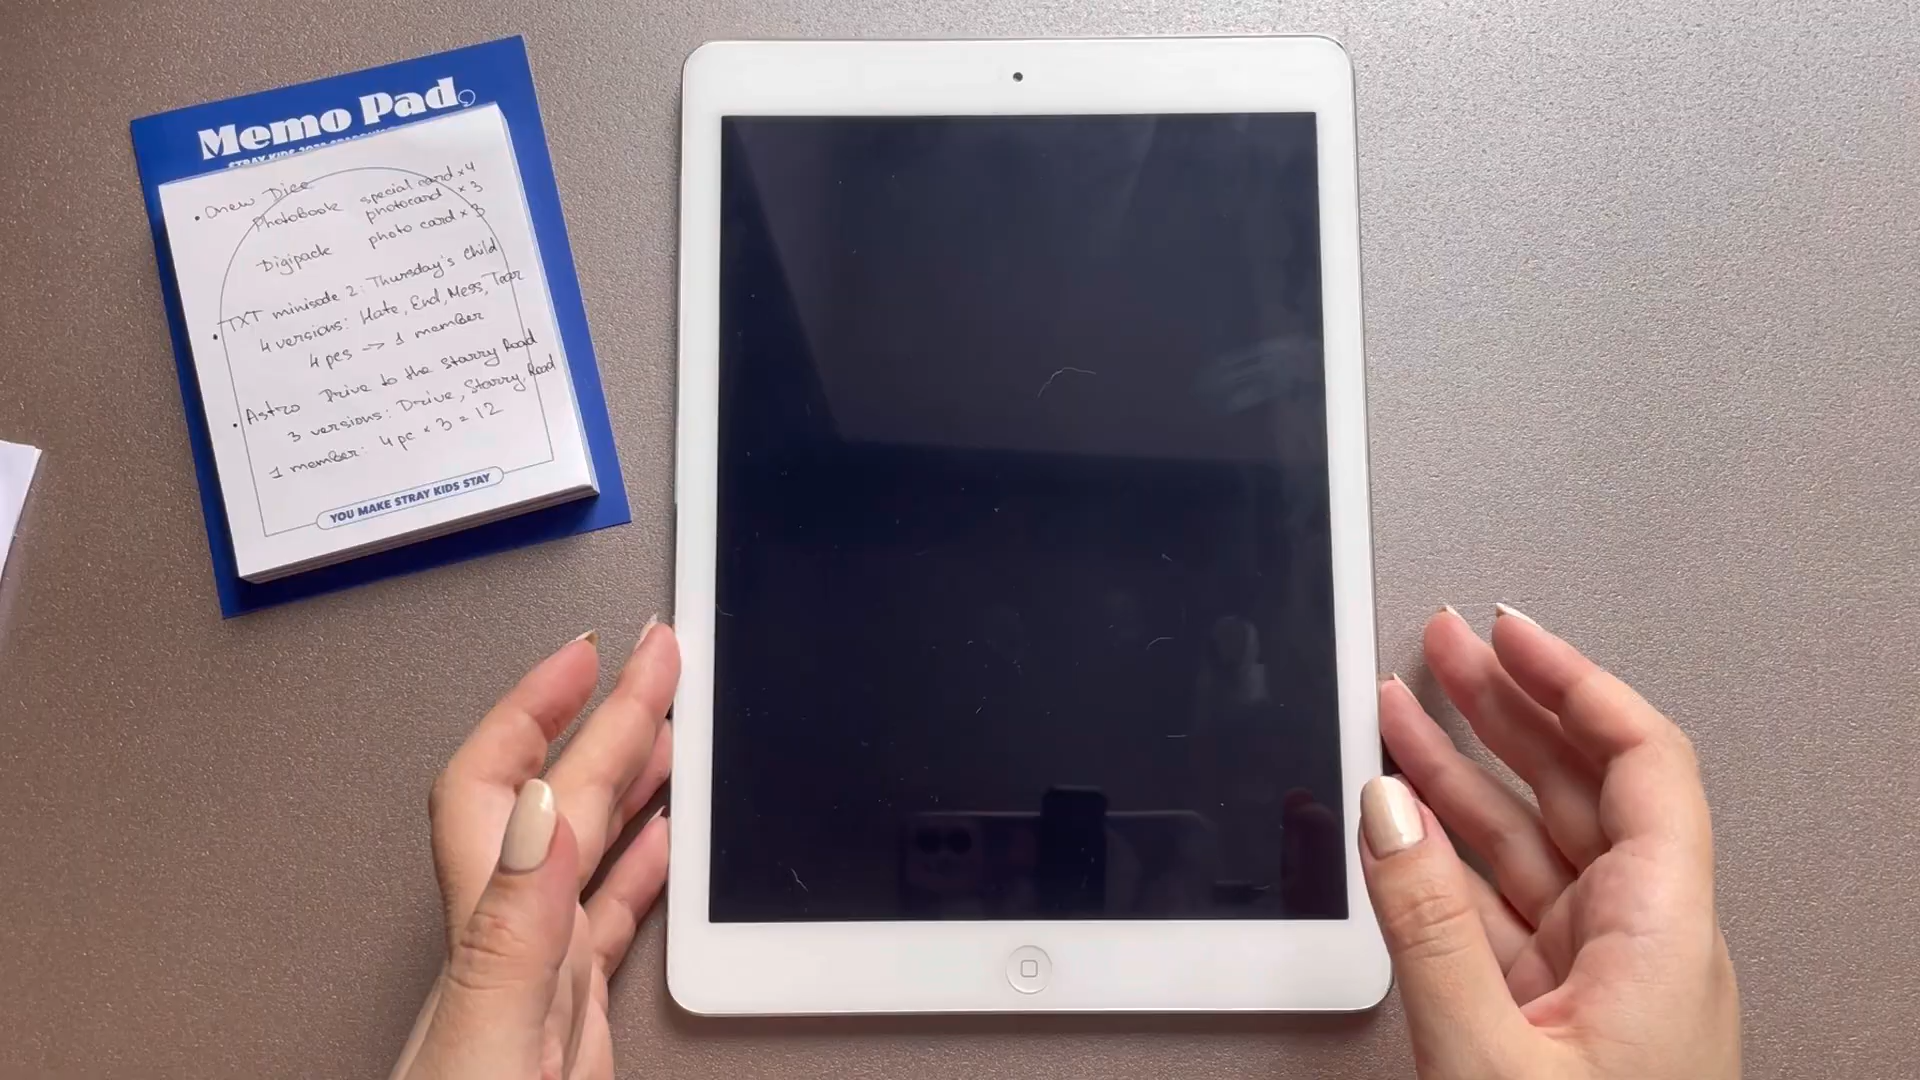 Memo Pad,
• Onew Dice
PhotoBook special card × 4
photocard × 3
Digipack photo card × 3
• TXT minisode 2: Thursday's Child
4 versions: Hate, End, Mess, Tear
4 pcs -> 1 member
• Astro Drive to the Starry Road
3 versions: Drive, Starry, Road
1 member: 4 pc × 3 = 12
YOU MAKE STRAY KIDS STAY